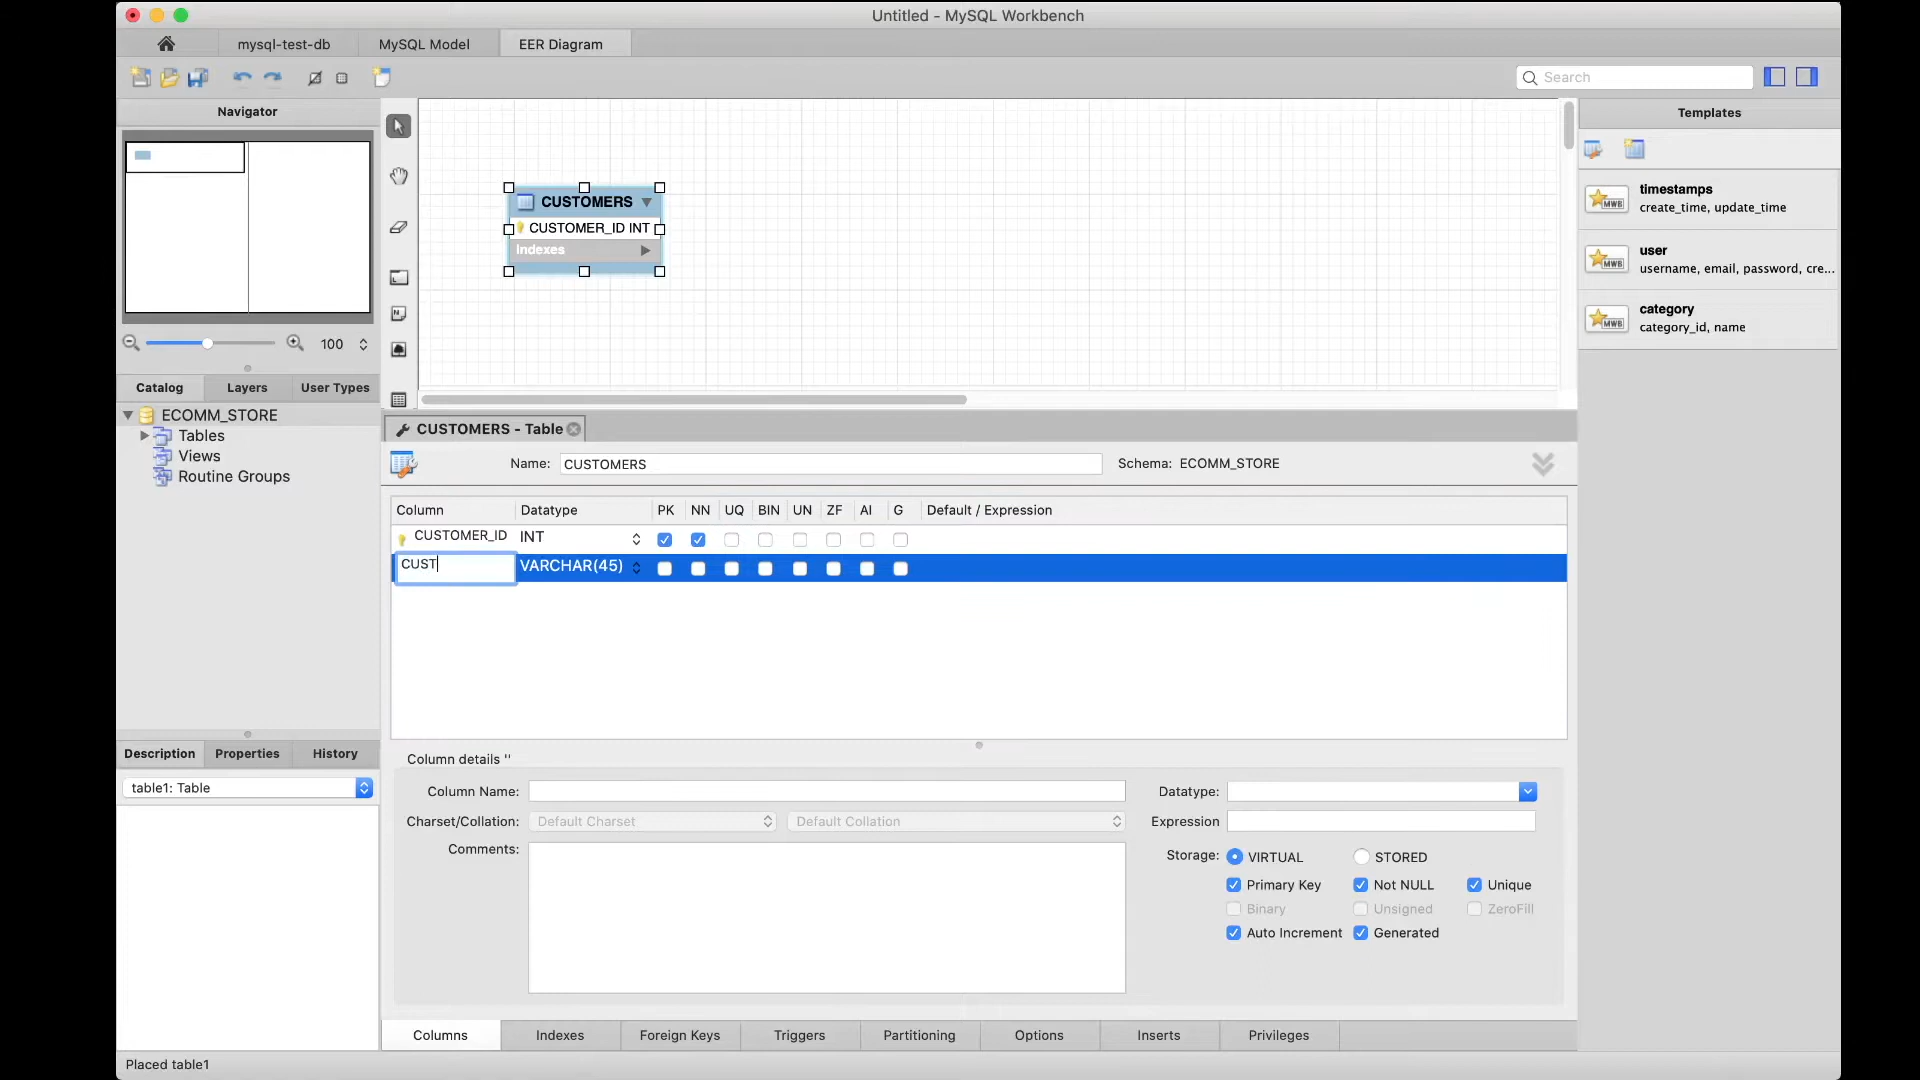 Untitled - MySQL Workbench
mysql-test-db
MySQL Model
EER Diagram
Search
Navigator
100
Catalog
Layers
User Types
ECOMM_STORE
Tables
Views
Routine Groups
Description
Properties
History
table1: Table
CUSTOMERS
CUSTOMER_ID INT
Indexes
Templates
MWB
timestamps
create_time, update_time
MWB
user
username, email, password, cre...
MWB
category
category_id, name
CUSTOMERS - Table
Name:
CUSTOMERS
Schema: ECOMM_STORE
Column
Datatype
PK
NN
UQ
BIN
UN
ZF
AI
G
Default / Expression
CUSTOMER_ID
INT
CUST
VARCHAR(45)
Column details ''
Column Name:
Datatype:
Charset/Collation:
Default Charset
Default Collation
Expression
Comments:
Storage:
VIRTUAL
STORED
Primary Key
Not NULL
Unique
Binary
Unsigned
ZeroFill
Auto Increment
Generated
Columns
Indexes
Foreign Keys
Triggers
Partitioning
Options
Inserts
Privileges
Placed table1